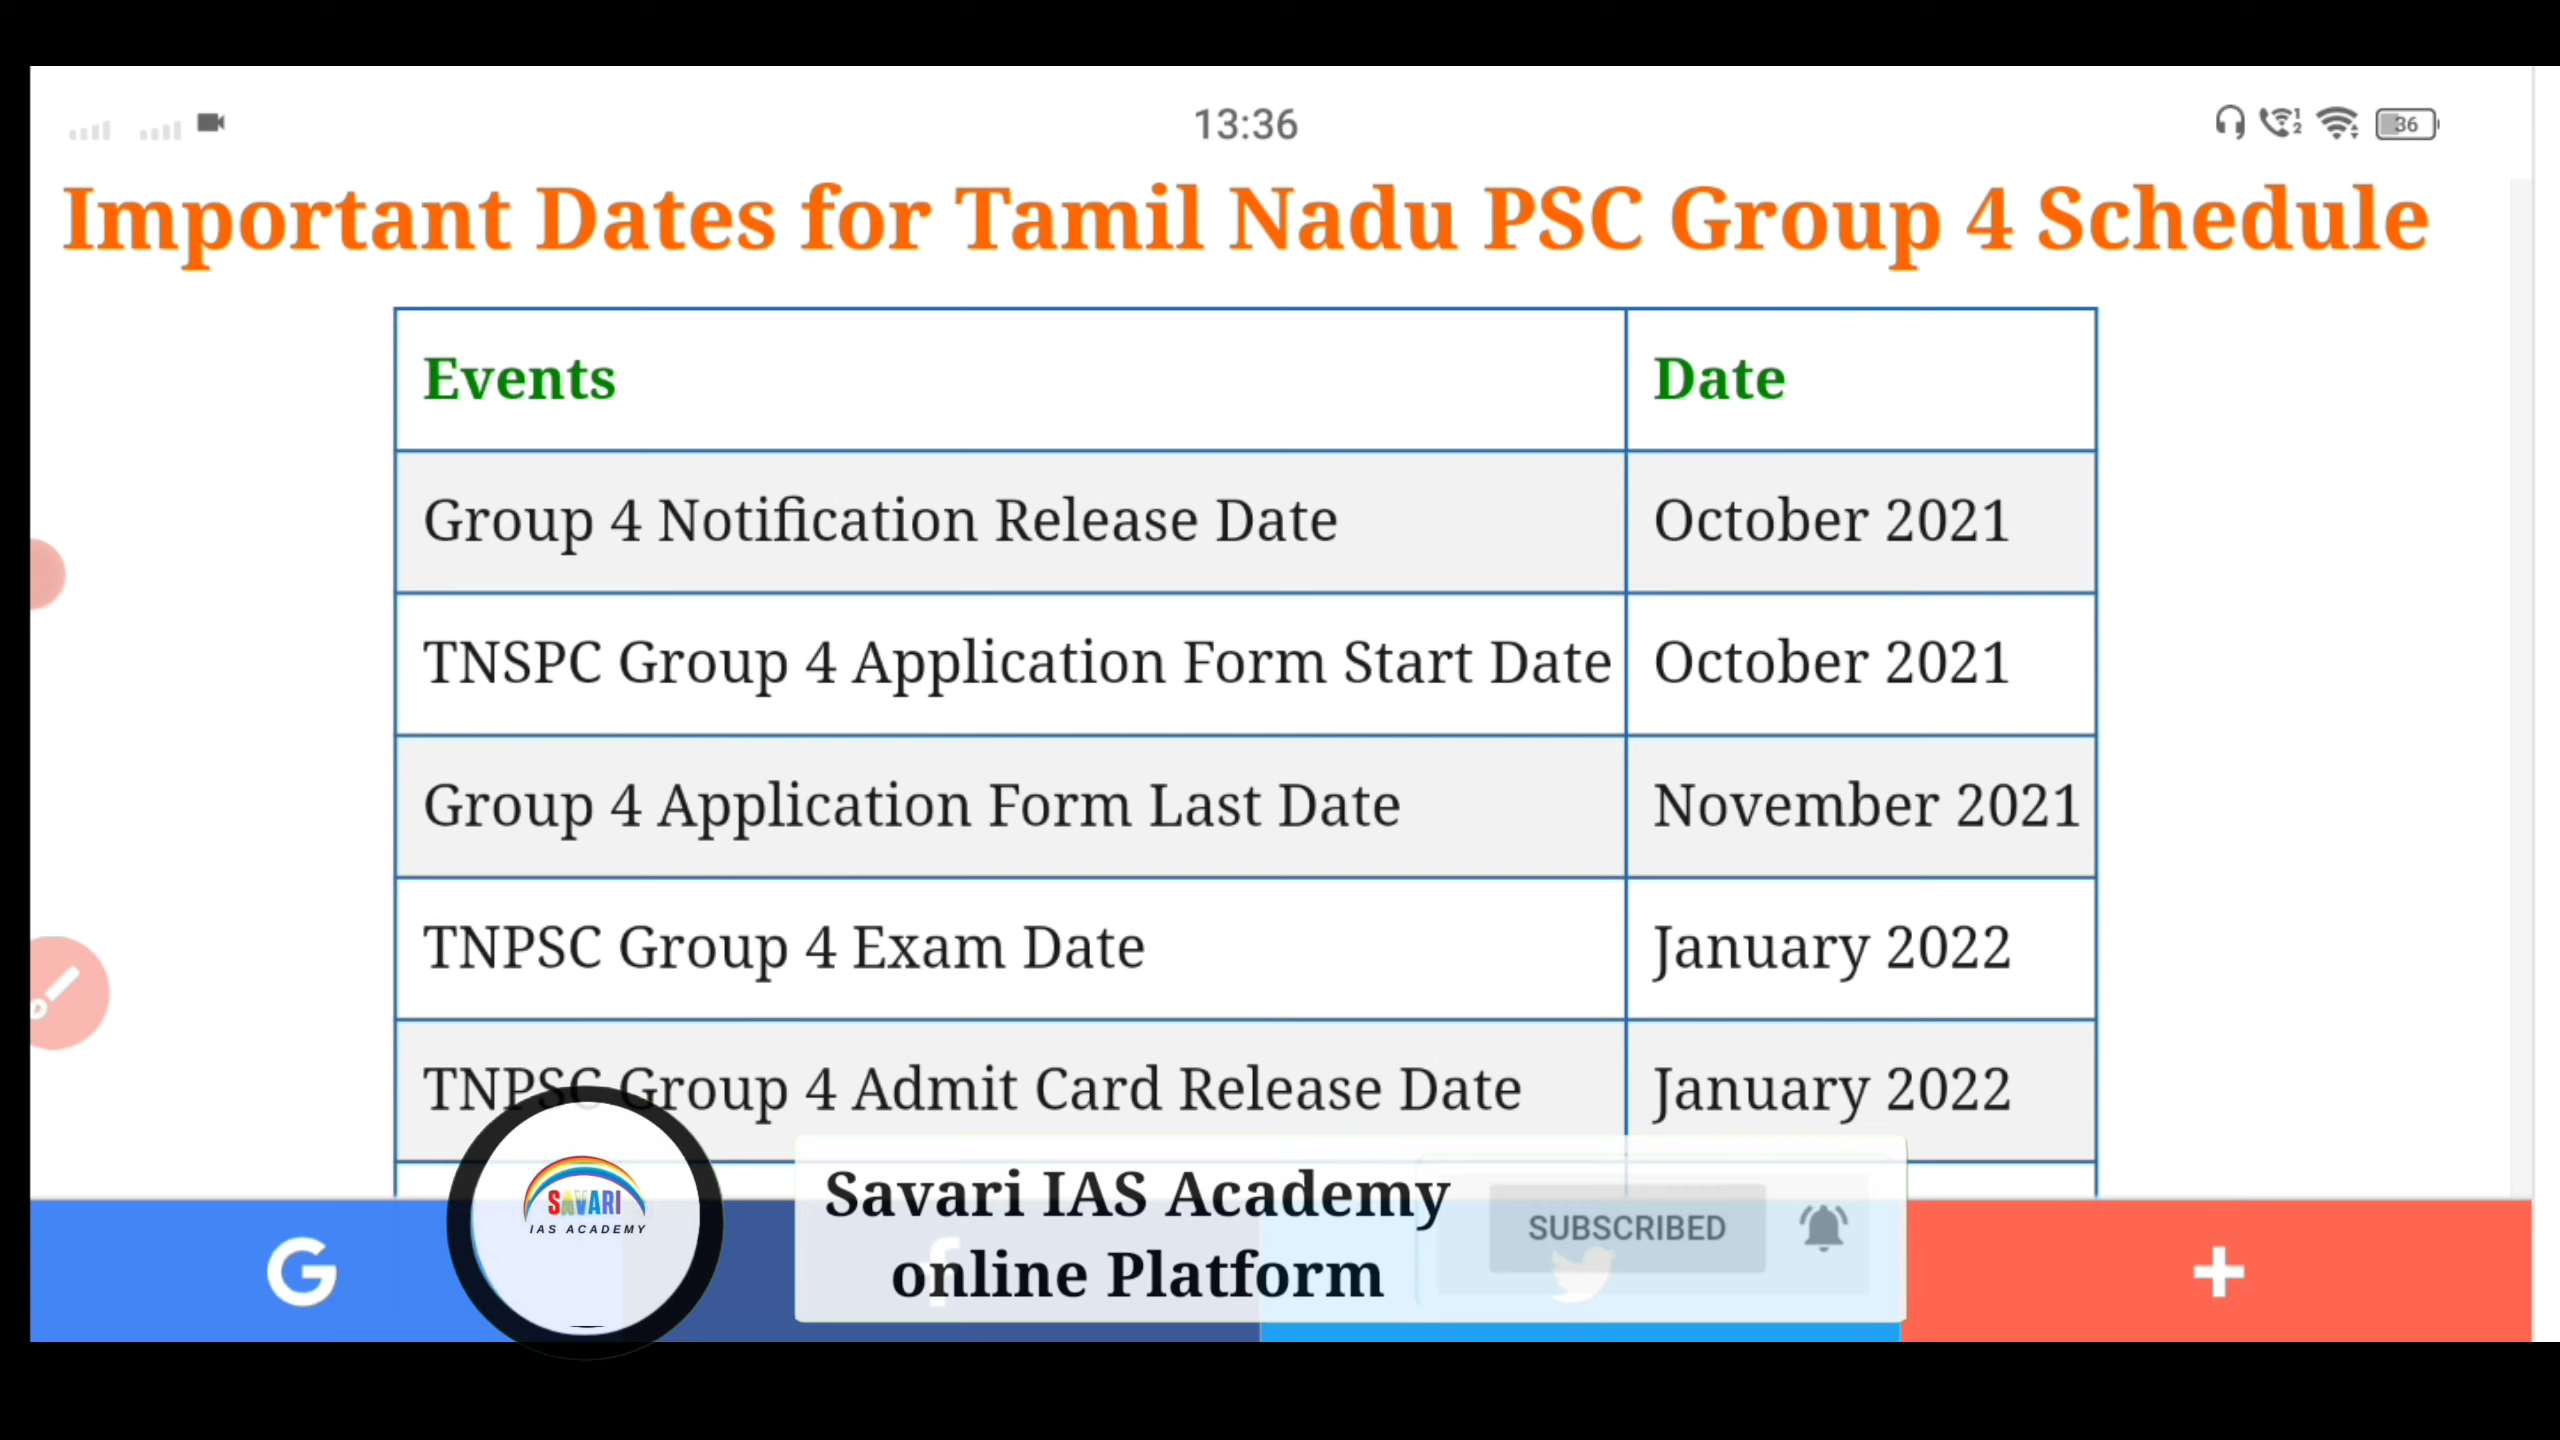 13:36
36
Important Dates for Tamil Nadu PSC Group 4 Schedule
Events Date
Group 4 Notification Release Date October 2021
TNSPC Group 4 Application Form Start Date October 2021
Group 4 Application Form Last Date November 2021
TNPSC Group 4 Exam Date January 2022
TNPSC Group 4 Admit Card Release Date January 2022
SAVARI
IAS ACADEMY
Savari IAS Academy
online Platform
SUBSCRIBED